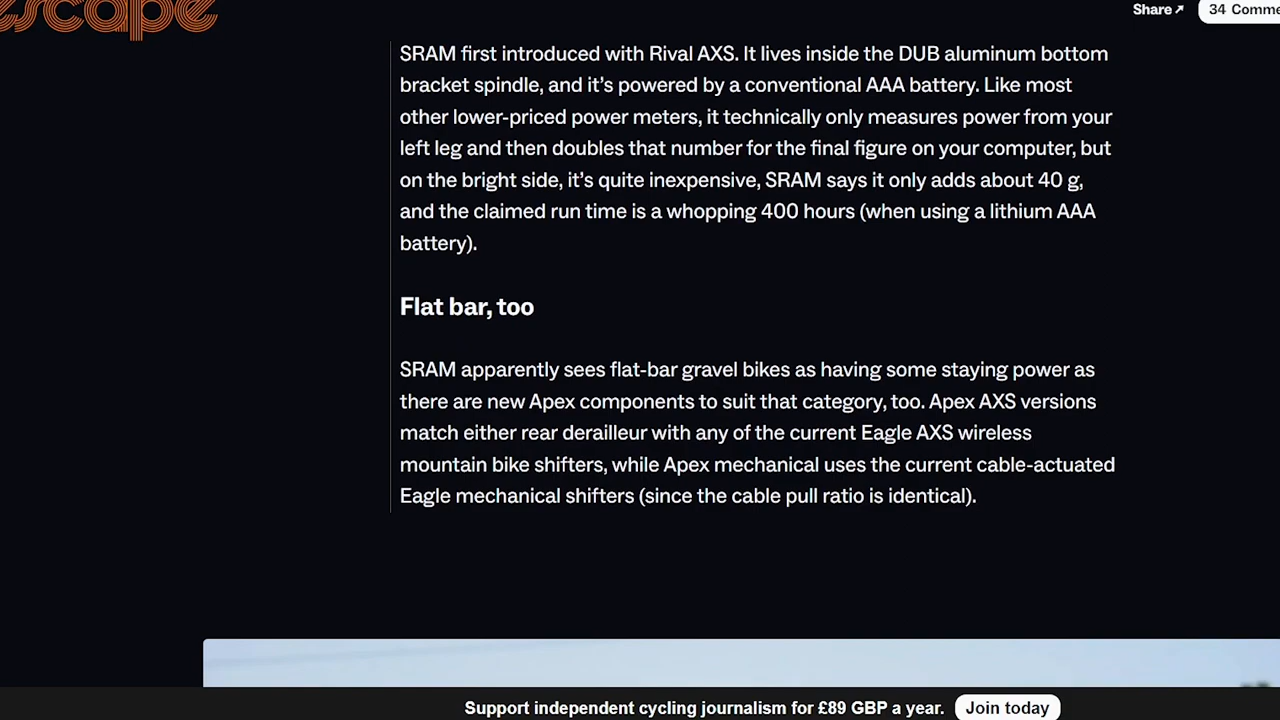 escape
Share
34 Comme
SRAM first introduced with Rival AXS. It lives inside the DUB aluminum bottom
bracket spindle, and it’s powered by a conventional AAA battery. Like most
other lower-priced power meters, it technically only measures power from your
left leg and then doubles that number for the final figure on your computer, but
on the bright side, it’s quite inexpensive, SRAM says it only adds about 40 g,
and the claimed run time is a whopping 400 hours (when using a lithium AAA
battery).
Flat bar, too
SRAM apparently sees flat-bar gravel bikes as having some staying power as
there are new Apex components to suit that category, too. Apex AXS versions
match either rear derailleur with any of the current Eagle AXS wireless
mountain bike shifters, while Apex mechanical uses the current cable-actuated
Eagle mechanical shifters (since the cable pull ratio is identical).
Support independent cycling journalism for £89 GBP a year.
Join today